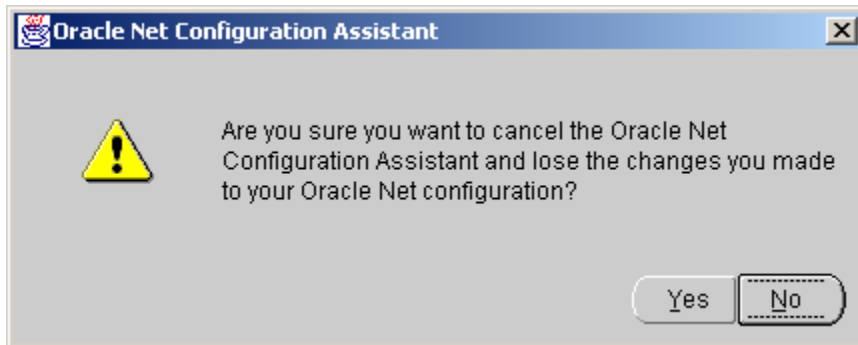 Oracle Net Configuration Assistant
Are you sure you want to cancel the Oracle Net
Configuration Assistant and lose the changes you made
to your Oracle Net configuration?
Yes No